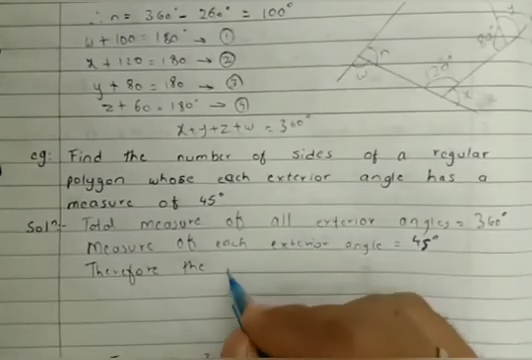 ∴ n = 360° - 260° = 100°
w + 100 = 180° → ①
x + 120 = 180 → ②
y + 80 = 180 → ③
z + 60 = 180° → ⑤
x + y + z + w = 360°
n
w
120°
x
80°
y
eg: Find the number of sides of a regular
polygon whose each exterior angle has a
measure of 45°
Solⁿ:- Total measure of all exterior angles = 360°
Measure of each exterior angle = 45°
Therefore the